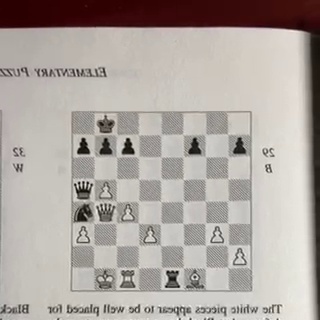 ELEMENTARY PUZZ
29
B
32
W
The white pieces appear to be well placed for
Black